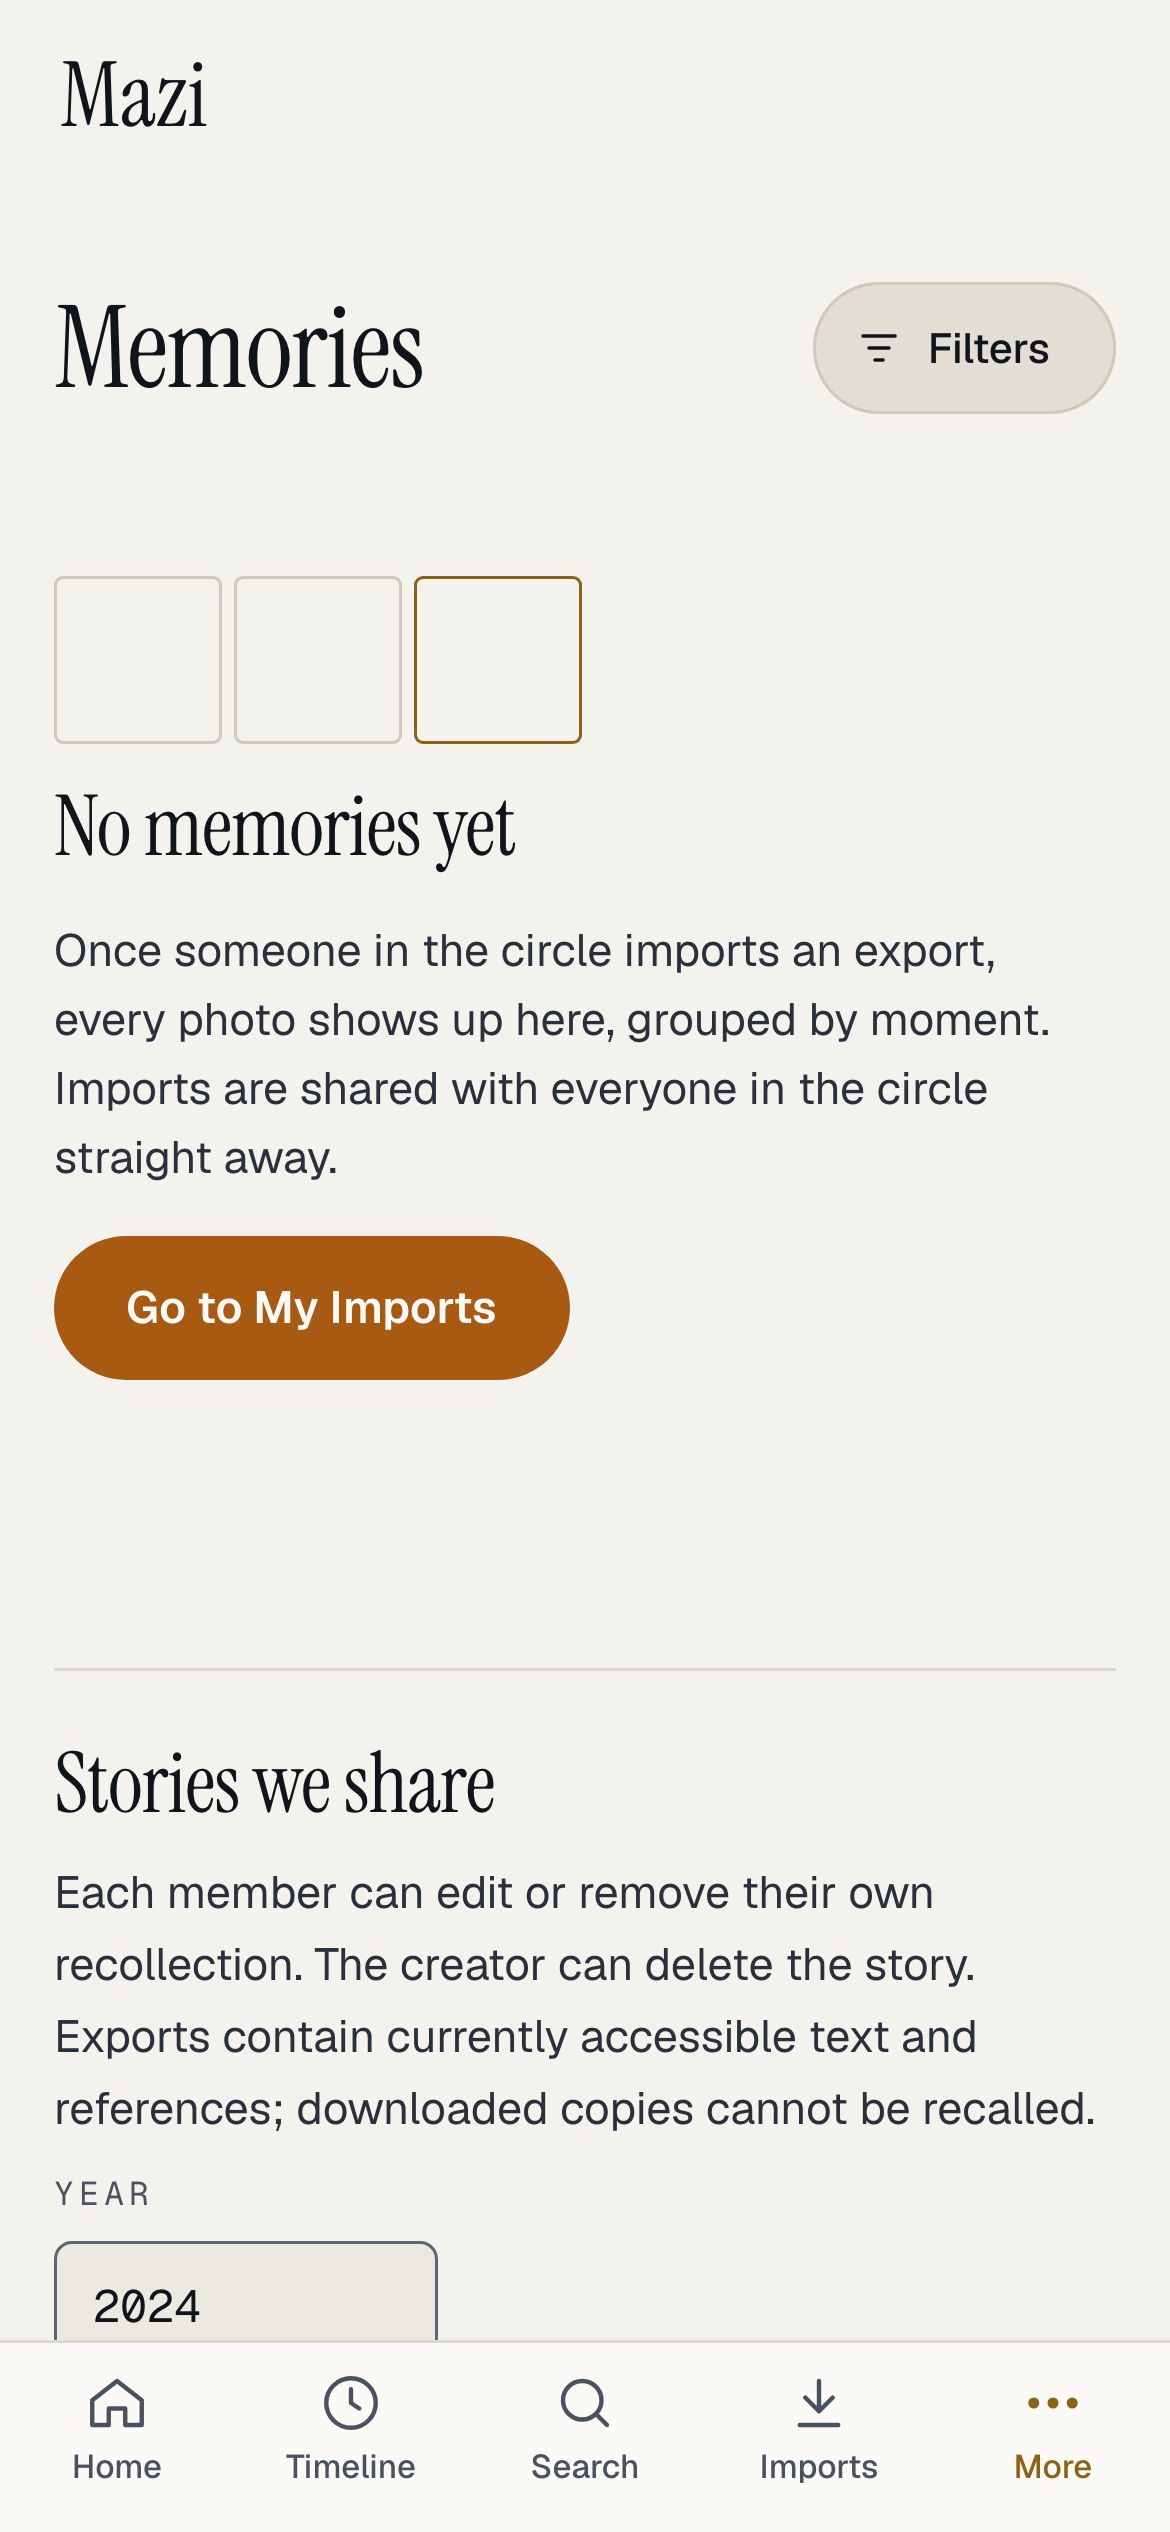 Mazi
Memories
Filters
No memories yet
Once someone in the circle imports an export,
every photo shows up here, grouped by moment.
Imports are shared with everyone in the circle
straight away.
Go to My Imports
Stories we share
Each member can edit or remove their own
recollection. The creator can delete the story.
Exports contain currently accessible text and
references; downloaded copies cannot be recalled.
YEAR
2024
Home
Timeline
Search
Imports
More